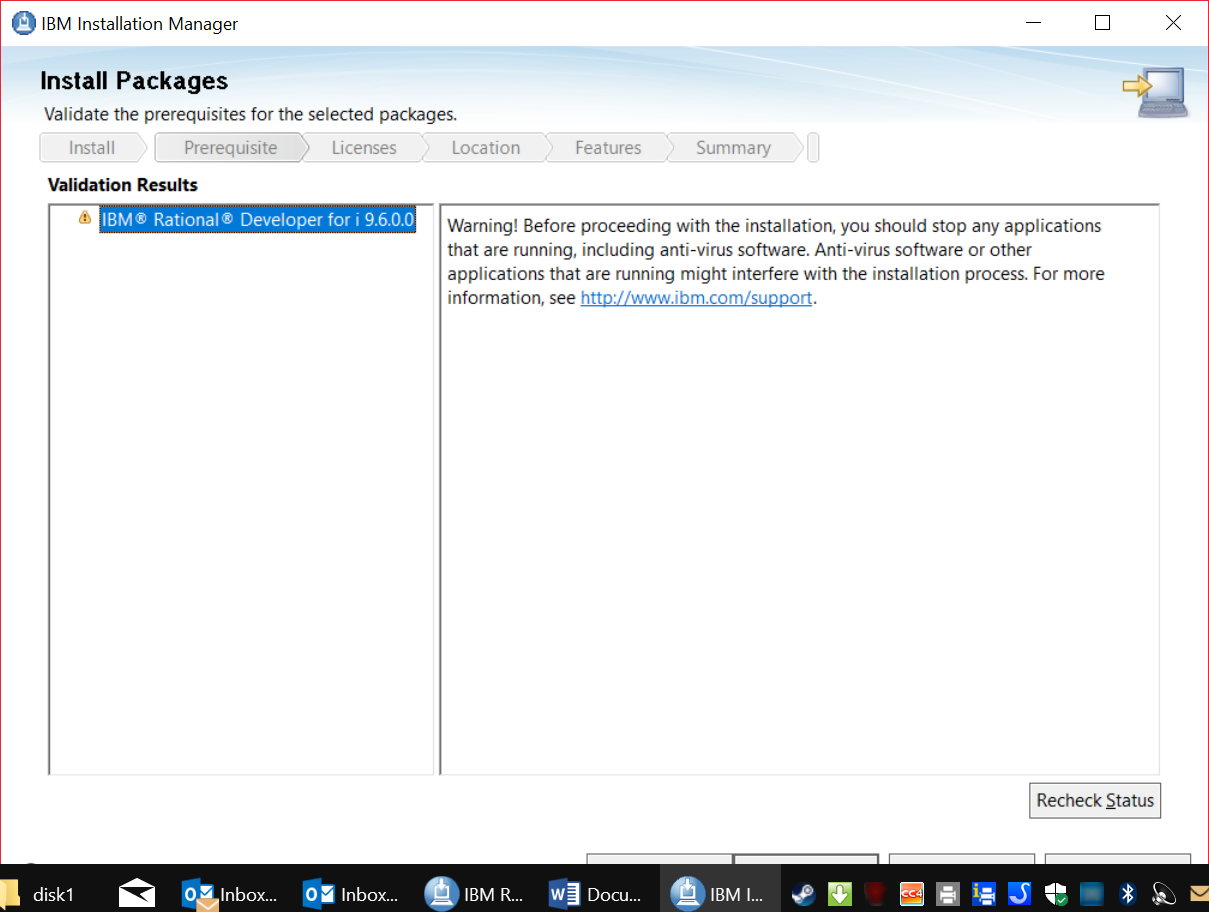 IBM Installation Manager
Install Packages
Validate the prerequisites for the selected packages.
Install
Prerequisite
Licenses
Location
Features
Summary
Validation Results
IBM® Rational® Developer for i 9.6.0.0
Warning! Before proceeding with the installation, you should stop any applications
that are running, including anti-virus software. Anti-virus software or other
applications that are running might interfere with the installation process. For more
information, see http://www.ibm.com/support.
Recheck Status
disk1
Inbox...
Inbox...
IBM R...
Docu...
IBM I...
CC4